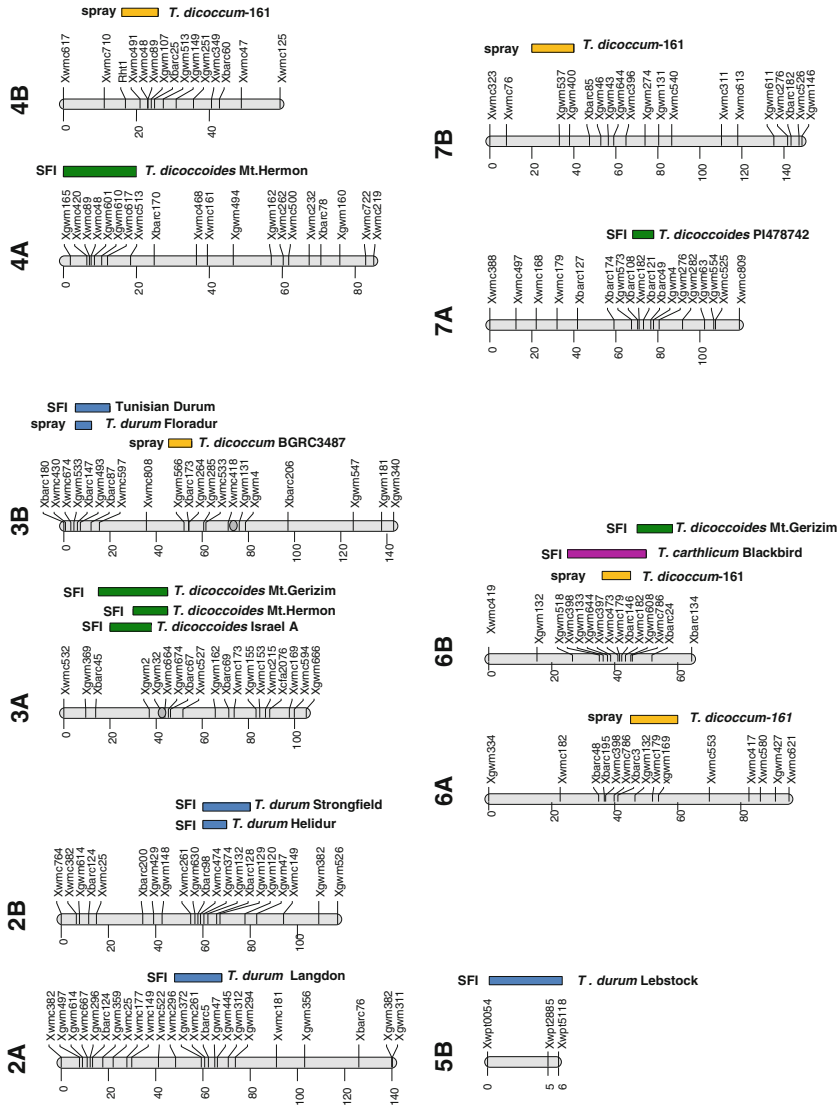 4B
spray T. dicoccum-161
Xwmc617
Xwmc710
Rht1
Xwmc491
Xwmc48
Xwmc89
Xgwm107
Xbarc25
Xgwm513
Xgwm149
Xgwm251
Xwmc349
Xbarc60
Xwmc47
Xwmc125
0 20 40
4A
SFI T. dicoccoides Mt.Hermon
Xgwm165
Xwmc420
Xwmc89
Xwmc48
Xgwm601
Xgwm610
Xwmc617
Xwmc513
Xbarc170
Xwmc468
Xwmc161
Xgwm494
Xgwm162
Xwmc262
Xwmc500
Xwmc232
Xbarc78
Xgwm160
Xwmc722
Xwmc219
0 20 40 60 80
3B
SFI Tunisian Durum
spray T. durum Floradur
spray T. dicoccum BGRC3487
Xbarc180
Xwmc430
Xwmc674
Xgwm533
Xbarc147
Xgwm493
Xbarc87
Xwmc597
Xwmc808
Xgwm566
Xbarc173
Xgwm264
Xgwm285
Xwmc533
Xwmc418
Xgwm131
Xgwm4
Xbarc206
Xgwm547
Xgwm181
Xgwm340
0 20 40 60 80 100 120 140
3A
SFI T. dicoccoides Mt.Gerizim
SFI T. dicoccoides Mt.Hermon
SFI T. dicoccoides Israel A
Xwmc532
Xgwm369
Xbarc45
Xgwm2
Xgwm32
Xwmc664
Xgwm674
Xbarc67
Xwmc527
Xgwm162
Xbarc69
Xwmc173
Xgwm155
Xwmc153
Xwmc215
Xcfa2076
Xwmc169
Xwmc594
Xgwm666
0 20 40 60 80 100
2B
SFI T. durum Strongfield
SFI T. durum Helidur
Xwmc764
Xwmc382
Xgwm614
Xbarc124
Xwmc25
Xbarc200
Xgwm429
Xgwm148
Xwmc261
Xgwm630
Xbarc98
Xwmc474
Xgwm374
Xgwm132
Xbarc128
Xgwm129
Xgwm120
Xgwm47
Xwmc149
Xgwm382
Xgwm526
0 20 40 60 80 100
2A
SFI T. durum Langdon
Xwmc382
Xgwm497
Xgwm614
Xwmc667
Xgwm296
Xbarc124
Xgwm359
Xwmc25
Xwmc177
Xwmc149
Xwmc522
Xwmc296
Xgwm372
Xwmc261
Xbarc5
Xgwm47
Xgwm445
Xgwm312
Xgwm294
Xwmc181
Xgwm356
Xbarc76
Xgwm382
Xgwm311
0 20 40 60 80 100 120 140
7B
spray T. dicoccum-161
Xwmc323
Xwmc76
Xgwm537
Xgwm400
Xbarc85
Xgwm46
Xgwm43
Xgwm644
Xwmc396
Xgwm274
Xgwm131
Xwmc540
Xwmc311
Xwmc613
Xgwm611
Xwmc276
Xbarc182
Xwmc526
Xgwm146
0 20 40 60 80 100 120 140
7A
SFI T. dicoccoides PI478742
Xwmc388
Xwmc497
Xwmc168
Xwmc179
Xbarc127
Xbarc174
Xgwm573
Xbarc108
Xwmc182
Xbarc121
Xbarc49
Xgwm4
Xgwm276
Xgwm282
Xgwm63
Xgwm554
Xwmc525
Xwmc809
0 20 40 60 80 100
6B
SFI T. dicoccoides Mt.Gerizim
SFI T. carthlicum Blackbird
spray T. dicoccum-161
Xwmc419
Xgwm132
Xgwm518
Xwmc398
Xgwm133
Xgwm644
Xwmc397
Xwmc473
Xwmc179
Xbarc146
Xwmc182
Xgwm608
Xwmc786
Xbarc24
Xbarc134
0 20 40 60
6A
spray T. dicoccum-161
Xgwm334
Xwmc182
Xbarc48
Xbarc195
Xwmc398
Xwmc786
Xbarc3
Xgwm132
Xwmc179
xgwm169
Xwmc553
Xwmc417
Xwmc580
Xgwm427
Xwmc621
0 20 40 60 80
5B
SFI T . durum Lebstock
Xwpt0054
Xwpt2885
Xwpt5118
0 5 6